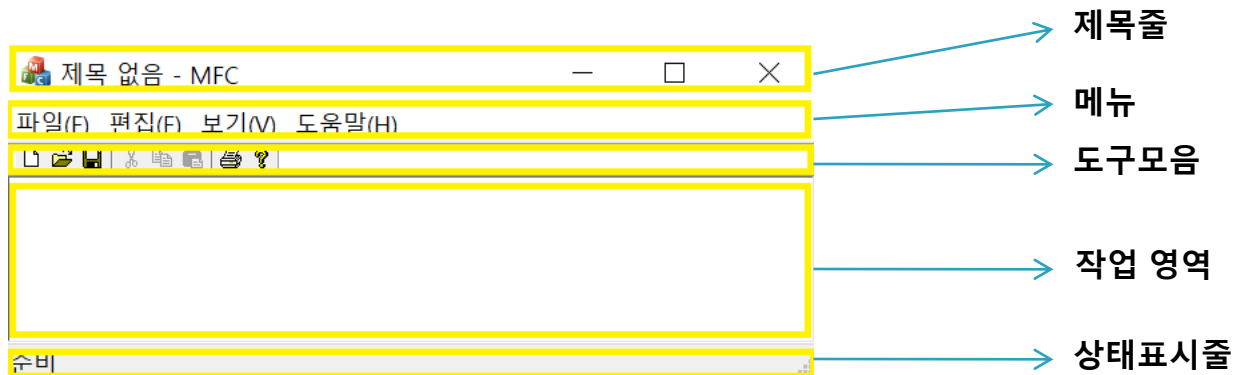 제목줄
제목 없음 - MFC
메뉴
파일(F) 편집(E) 보기(V) 도움말(H)
도구모음
작업 영역
상태표시줄
준비